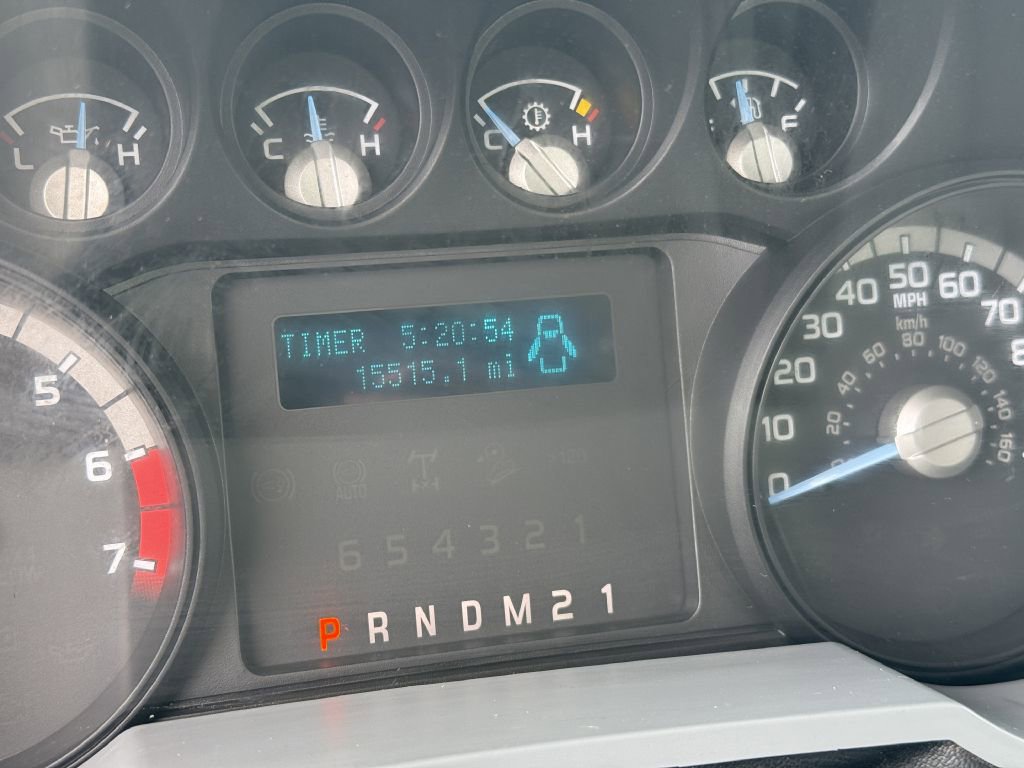 L H
C H
C H
F
TIMER 5:20:54
15515.1 mi
5
6
7
AUTO
6 5 4 3 2 1
P R N D M 2 1
0 10 20 30 40 50 60 70
MPH
km/h
20 40 60 80 100 120 140 160